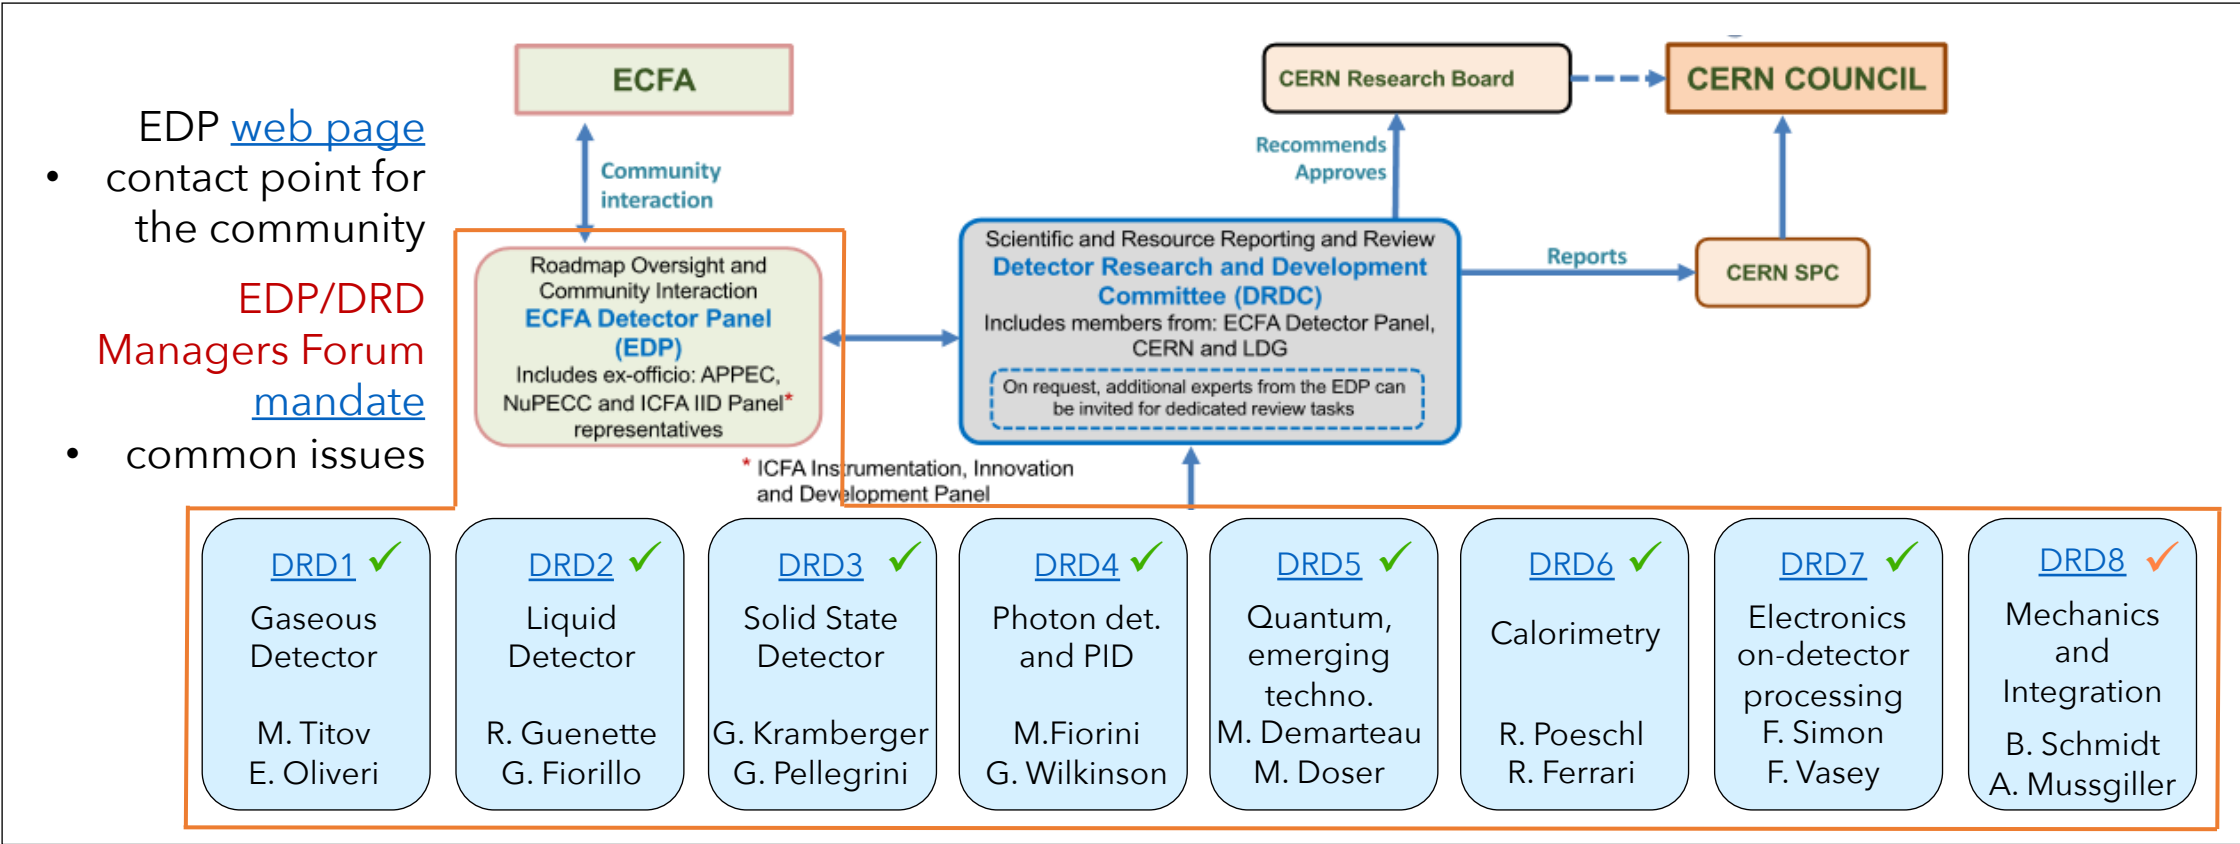 ECFA
CERN Research Board
CERN COUNCIL
EDP web page
• contact point for
the community
EDP/DRD
Managers Forum
mandate
• common issues
Community
interaction
Recommends
Approves
Roadmap Oversight and
Community Interaction
ECFA Detector Panel
(EDP)
Includes ex-officio: APPEC,
NuPECC and ICFA IID Panel*
representatives
Scientific and Resource Reporting and Review
Detector Research and Development
Committee (DRDC)
Includes members from: ECFA Detector Panel,
CERN and LDG
On request, additional experts from the EDP can
be invited for dedicated review tasks
Reports
CERN SPC
* ICFA Instrumentation, Innovation
and Development Panel
DRD1 ✓
Gaseous
Detector
M. Titov
E. Oliveri
DRD2 ✓
Liquid
Detector
R. Guenette
G. Fiorillo
DRD3 ✓
Solid State
Detector
G. Kramberger
G. Pellegrini
DRD4 ✓
Photon det.
and PID
M.Fiorini
G. Wilkinson
DRD5 ✓
Quantum,
emerging
techno.
M. Demarteau
M. Doser
DRD6 ✓
Calorimetry
R. Poeschl
R. Ferrari
DRD7 ✓
Electronics
on-detector
processing
F. Simon
F. Vasey
DRD8 ✓
Mechanics
and
Integration
B. Schmidt
A. Mussgiller